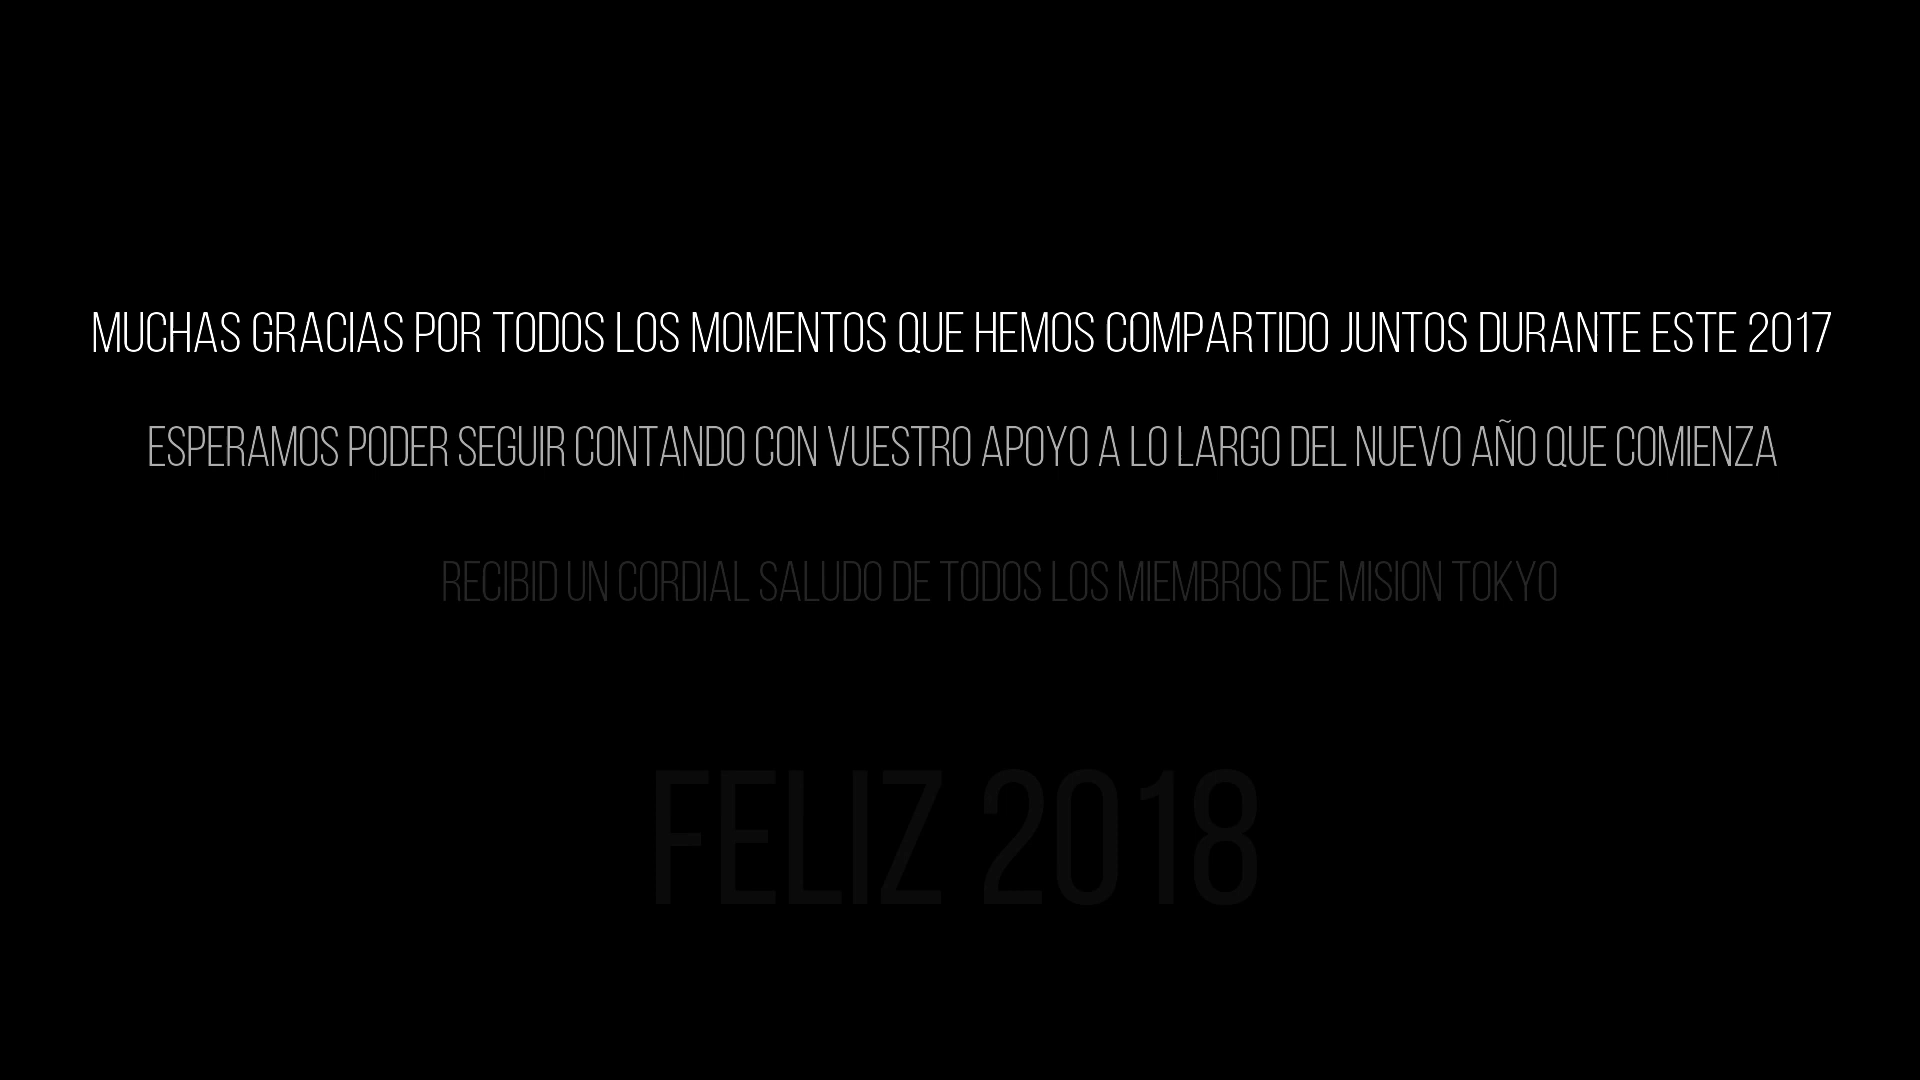 MUCHAS GRACIAS POR TODOS LOS MOMENTOS QUE HEMOS COMPARTIDO JUNTOS DURANTE ESTE 2017
ESPERAMOS PODER SEGUIR CONTANDO CON VUESTRO APOYO A LO LARGO DEL NUEVO AÑO QUE COMIENZA
RECIBID UN CORDIAL SALUDO DE TODOS LOS MIEMBROS DE MISION TOKYO
FELIZ 2018